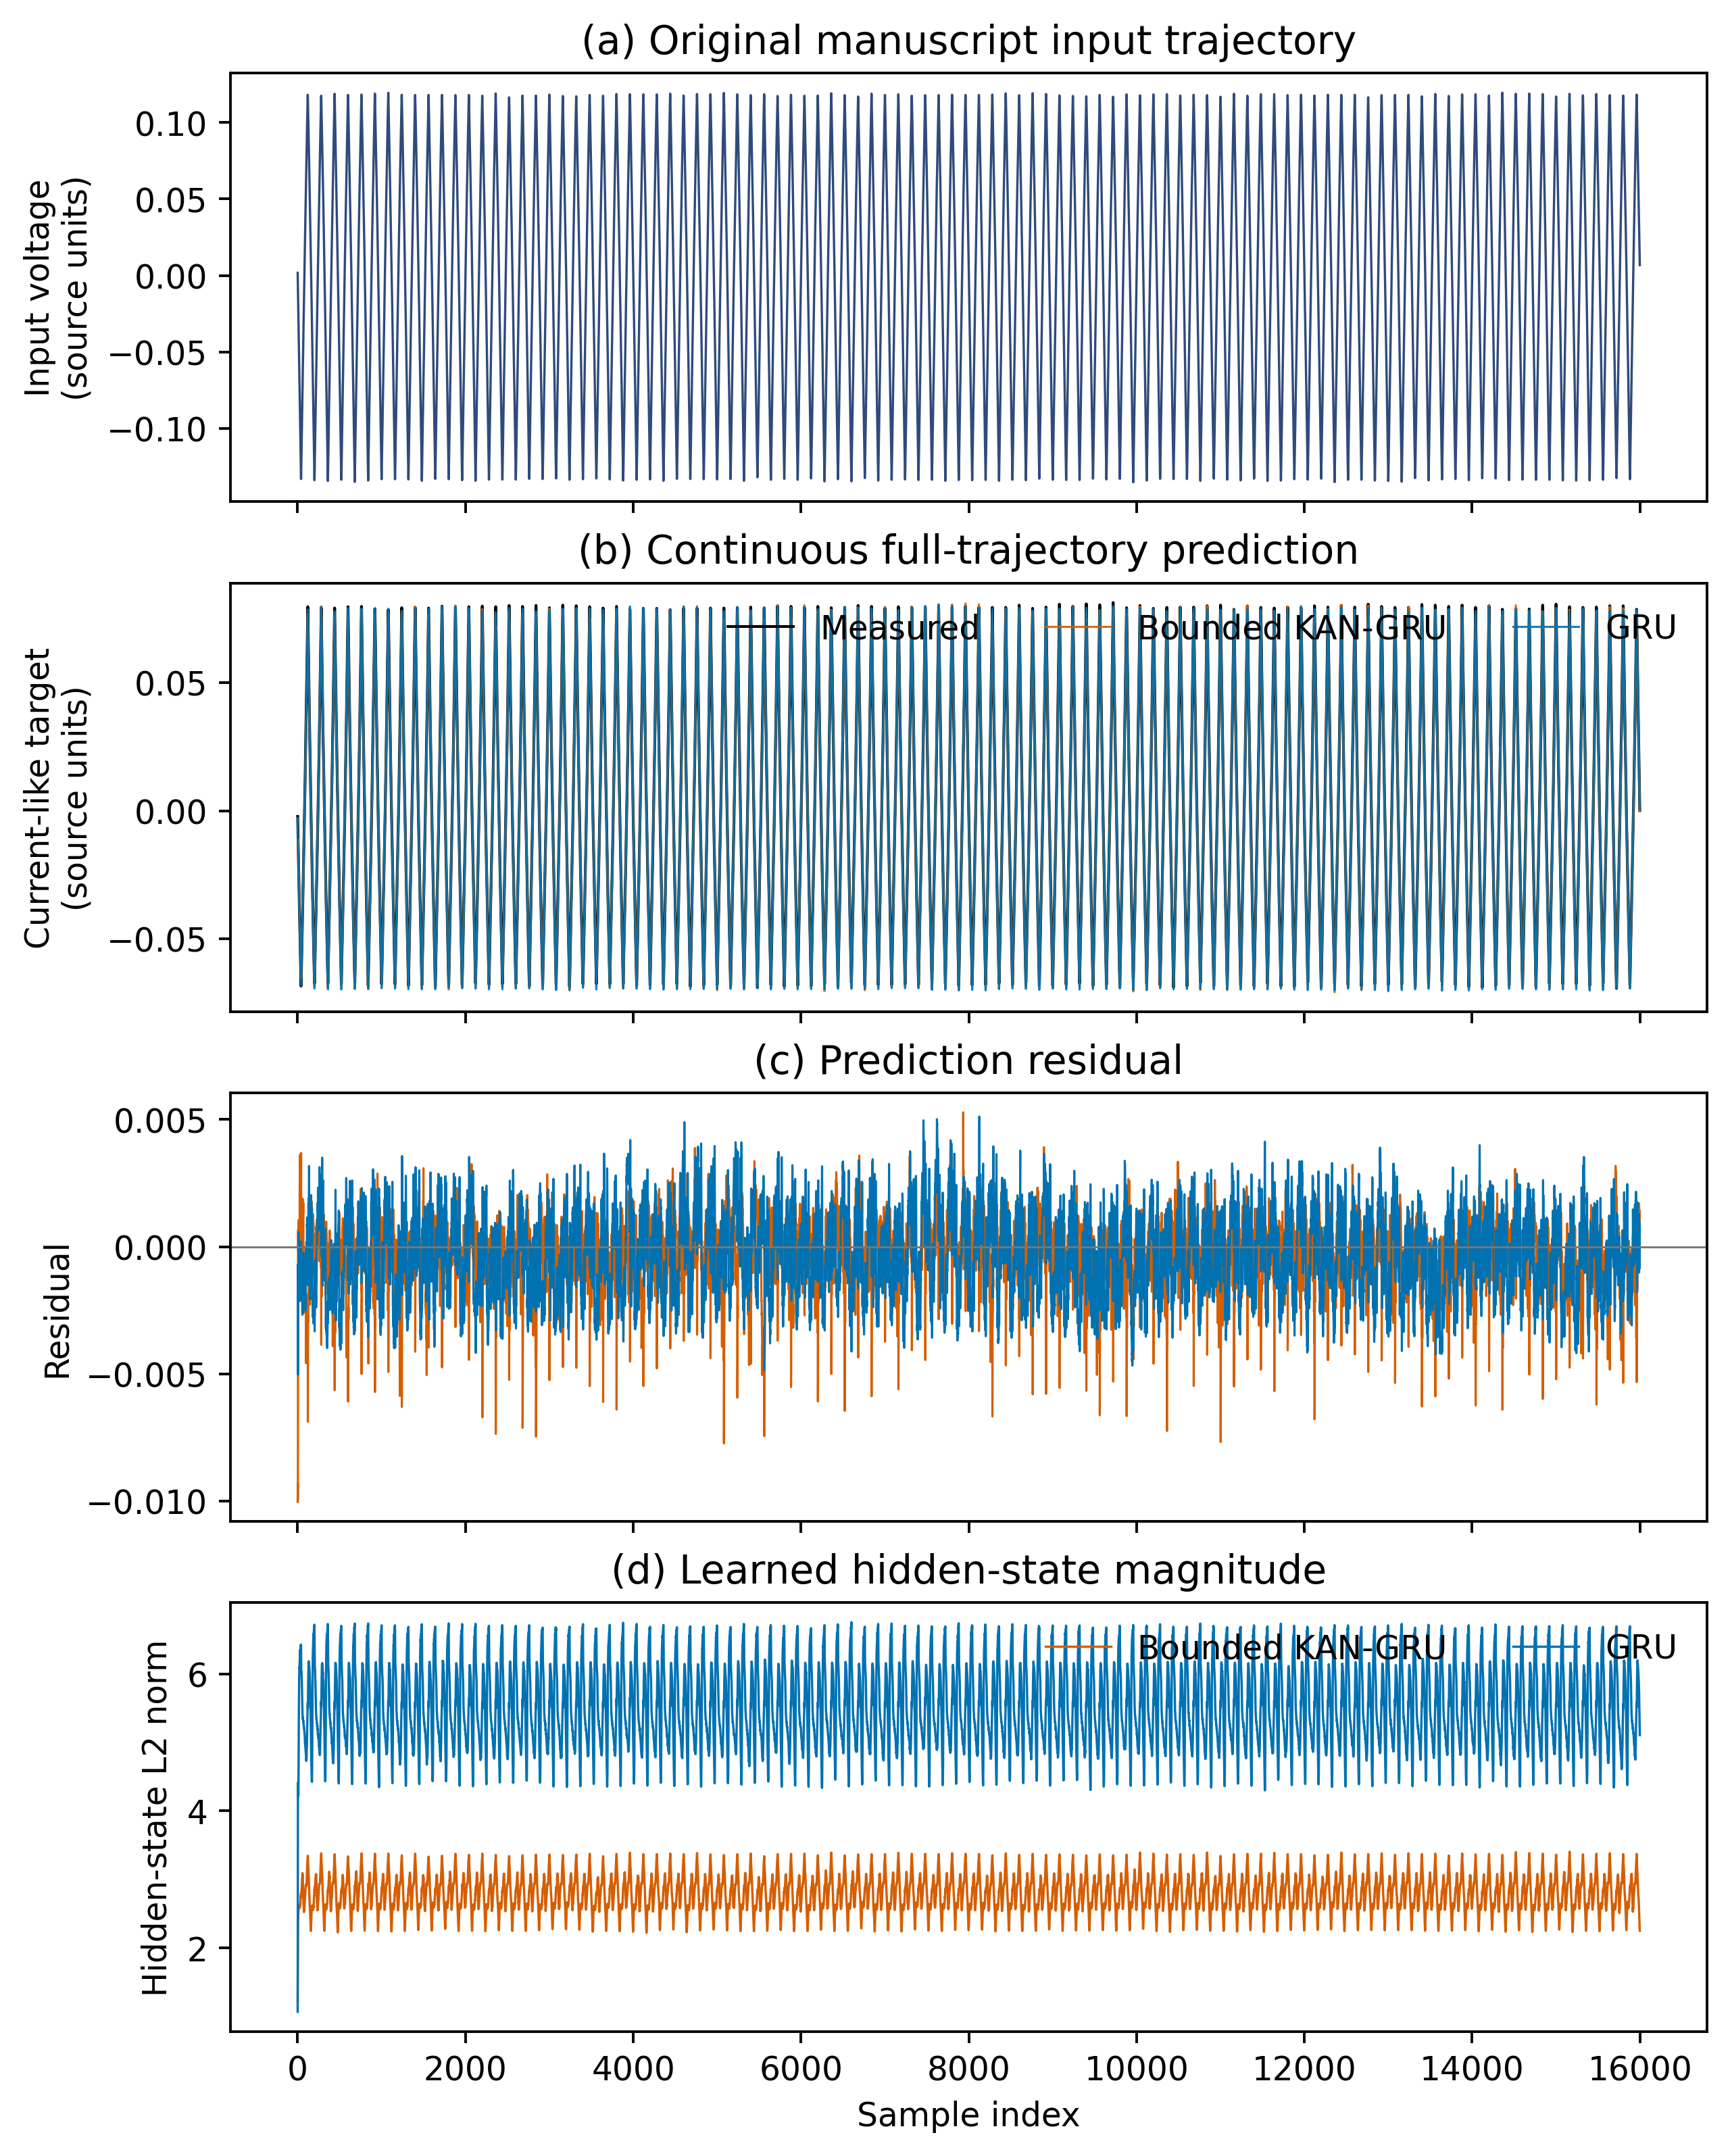 (a) Original manuscript input trajectory
Input voltage
(source units)
0.10
0.05
0.00
−0.05
−0.10
(b) Continuous full-trajectory prediction
Current-like target
(source units)
Measured
Bounded KAN-GRU
GRU
0.05
0.00
−0.05
(c) Prediction residual
Residual
0.005
0.000
−0.005
−0.010
(d) Learned hidden-state magnitude
Hidden-state L2 norm
Bounded KAN-GRU
GRU
6
4
2
0
2000
4000
6000
8000
10000
12000
14000
16000
Sample index